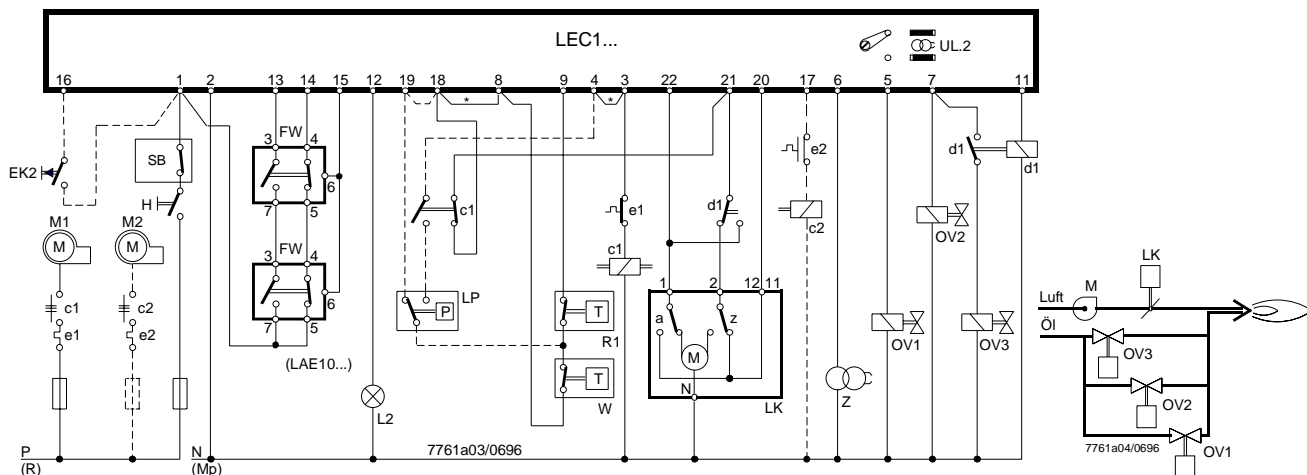 LEC1...
UL.2
16 1 2 13 14 15 12 19 18 8 9 4 3 22 21 20 17 5 6 7 11
* *
3 FW 4
SB
e2
d1
d1
EK2
6
H
7 5
c1
e1
d1
c2
OV2
M1 M2
M M
FW
3 4
c1
LK
1 2 12 11
M
Luft
Öl
c1 c2
6
LP
P
T
R1
a z
M
OV1
OV3
OV3
e1 e2
7 5
(LAE10...)
T
W
N
LK
Z
OV2
L2
OV1
P
(R)
N
(Mp)
7761a03/0696
7761a04/0696